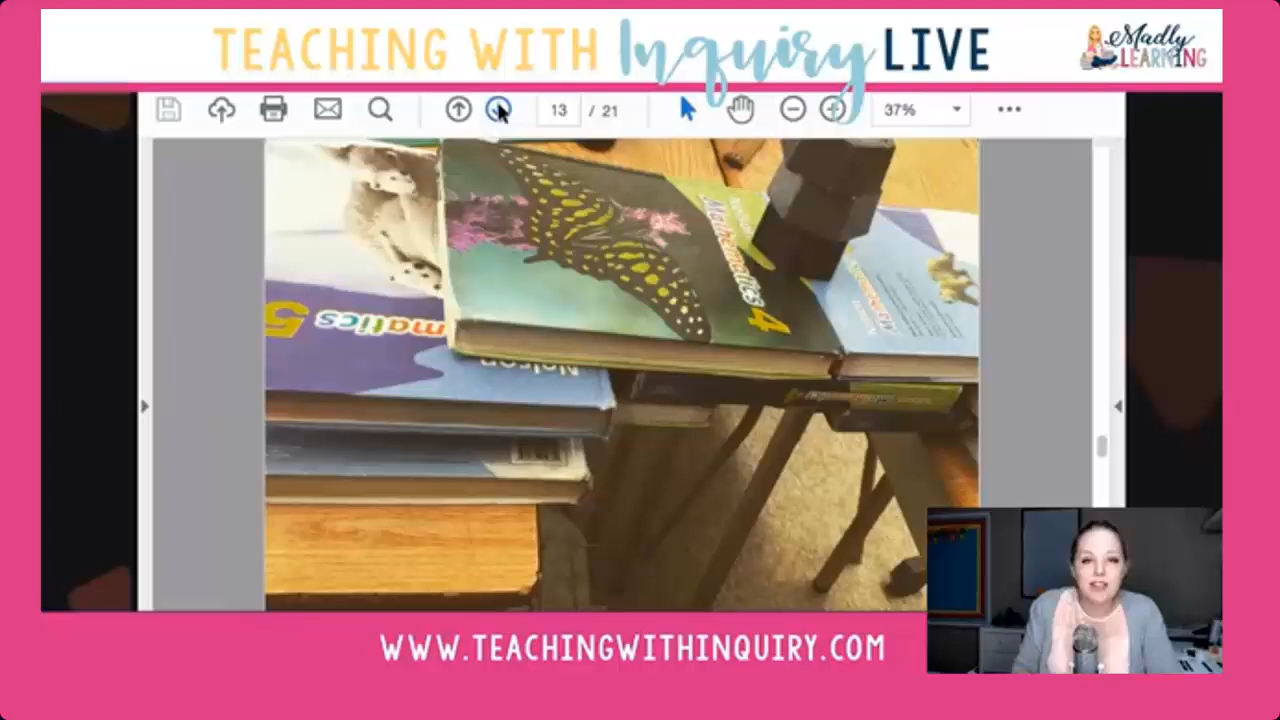 TEACHING WITH Inquiry LIVE
Madly
LEARNING
13 / 21
37%
Mathematics
4
5
matics
Nelson
WWW.TEACHINGWITHINQUIRY.COM